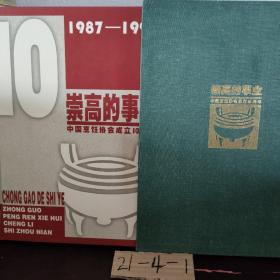 1987—199
10
崇高的事
中国烹饪协会成立10
CHONG GAO DE SHI YE
ZHONG GUO
PENG REN XIE HUI
CHENG LI
SHI ZHOU NIAN
崇高的事业
21-4-1